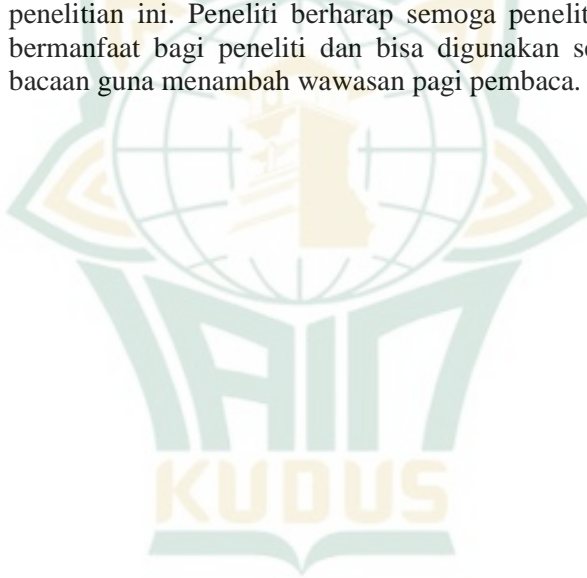 penelitian ini. Peneliti berharap semoga penelit
bermanfaat bagi peneliti dan bisa digunakan se
bacaan guna menambah wawasan pagi pembaca.
IAIN
KUDUS